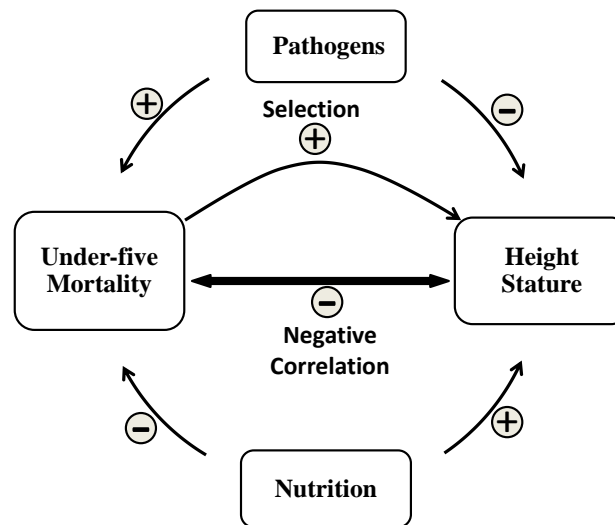 Pathogens
Selection
+
-
+
Under-five
Mortality
Height
Stature
-
Negative
Correlation
-
+
Nutrition